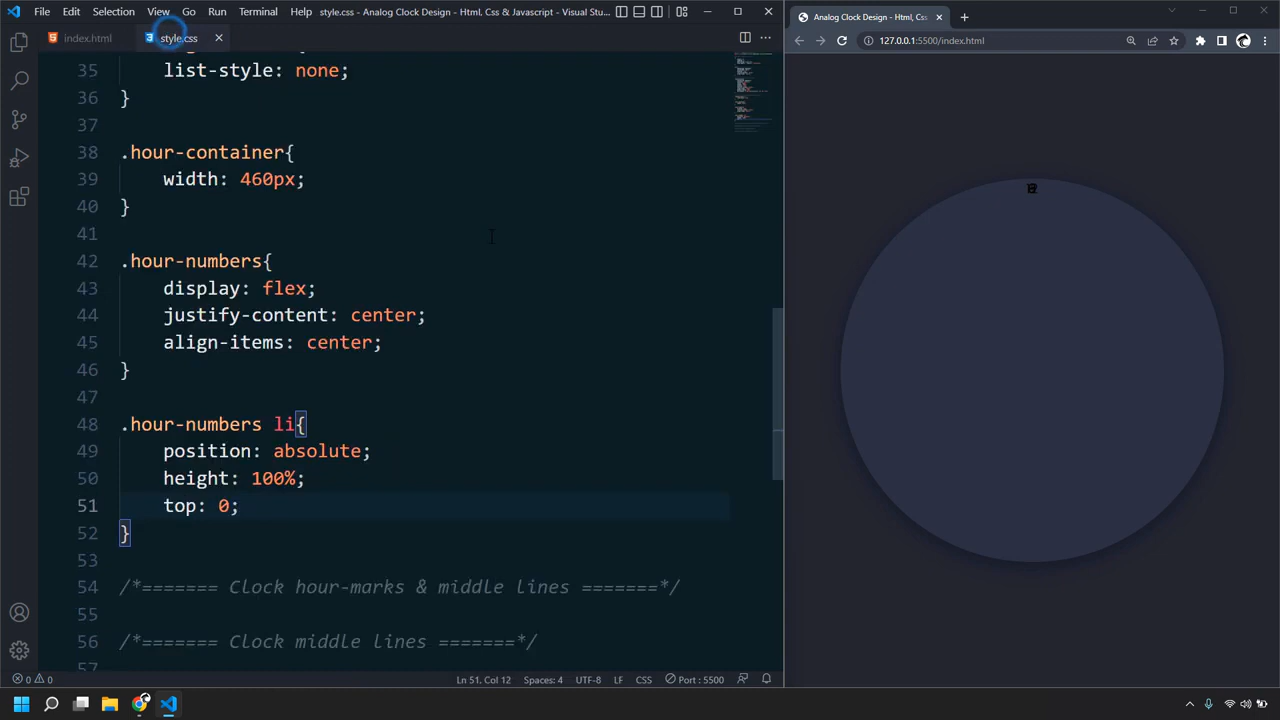 File Edit Selection View Go Run Terminal Help style.css - Analog Clock Design - Html, Css & Javascript - Visual Stu...
Analog Clock Design - Html, Css
index.html style.css
127.0.0.1:5500/index.html
35 list-style: none;
36 }
37
38 .hour-container{
39 width: 460px;
40 }
41
42 .hour-numbers{
43 display: flex;
44 justify-content: center;
45 align-items: center;
46 }
47
48 .hour-numbers li{
49 position: absolute;
50 height: 100%;
51 top: 0;
52 }
53
54 /*======= Clock hour-marks & middle lines =======*/
55
56 /*======= Clock middle lines =======*/
57
0 0 Ln 51, Col 12 Spaces: 4 UTF-8 LF CSS Port : 5500